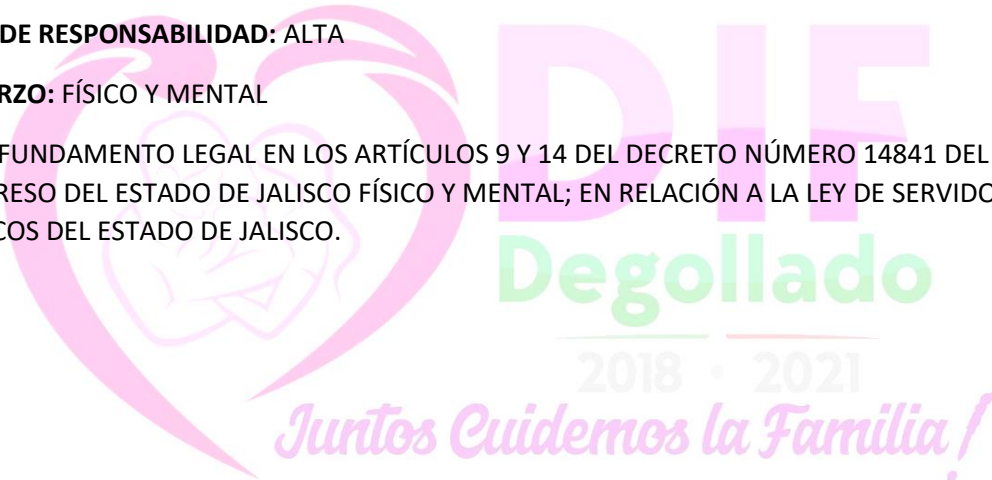 DE RESPONSABILIDAD: ALTA
RZO: FÍSICO Y MENTAL
FUNDAMENTO LEGAL EN LOS ARTÍCULOS 9 Y 14 DEL DECRETO NÚMERO 14841 DEL
RESO DEL ESTADO DE JALISCO FÍSICO Y MENTAL; EN RELACIÓN A LA LEY DE SERVIDO
COS DEL ESTADO DE JALISCO.
DIF
Degollado
2018 • 2021
Juntos Cuidemos la Familia!